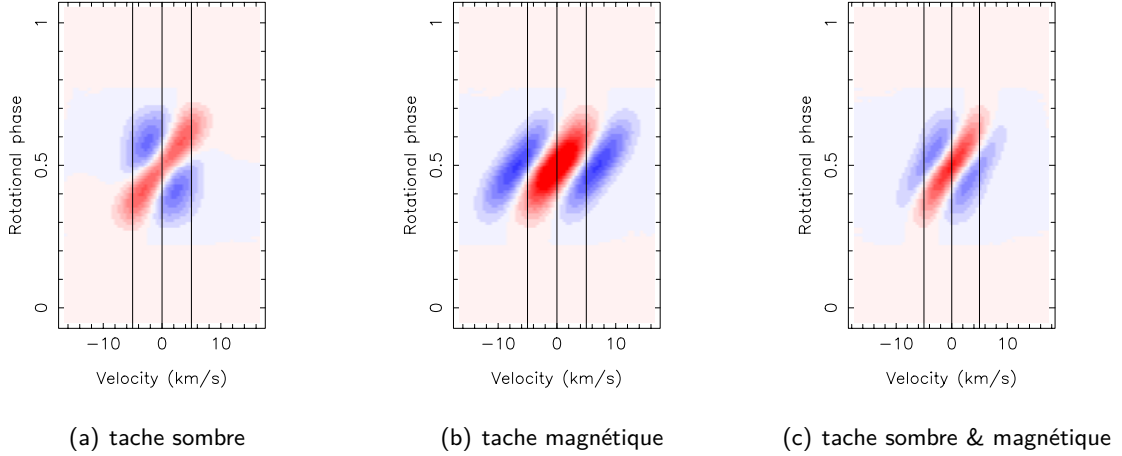 1
0.5
0
Rotational phase
−10 0 10
Velocity (km/s)
(a) tache sombre
1
0.5
0
Rotational phase
−10 0 10
Velocity (km/s)
(b) tache magnétique
1
0.5
0
Rotational phase
−10 0 10
Velocity (km/s)
(c) tache sombre & magnétique